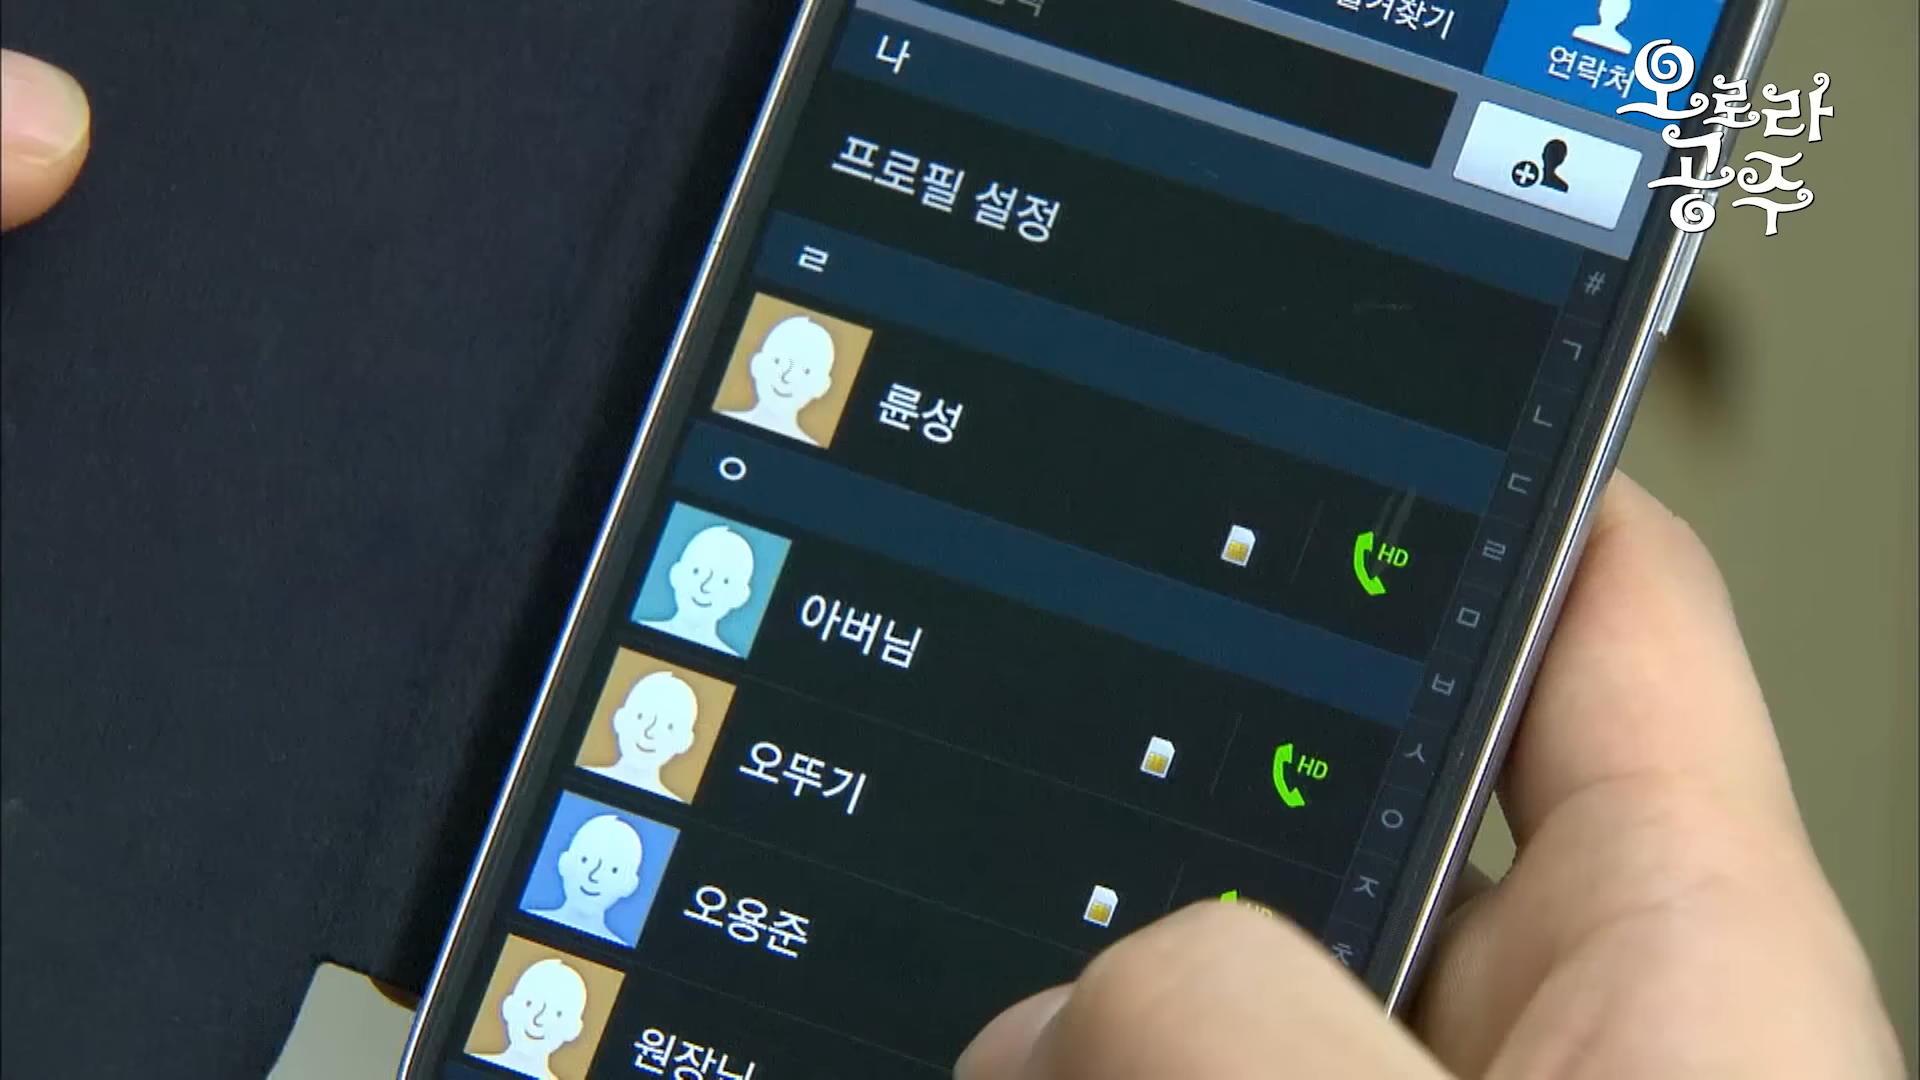 연락처
오로라
공주
나
프로필 설정
ㄹ
륜성
ㅇ
아버님
오뚜기
오용준
HD
HD
#
ㄱ
ㄴ
ㄷ
ㄹ
ㅁ
ㅂ
ㅅ
ㅇ
ㅈ
ㅊ